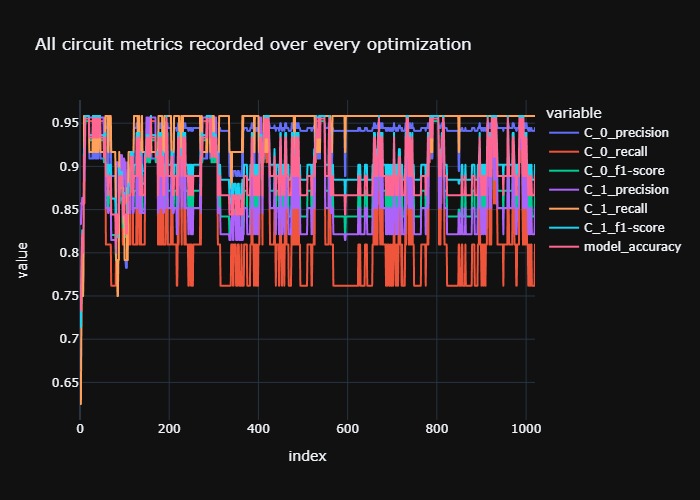 All circuit metrics recorded over every optimization
variable
C_0_precision
C_0_recall
C_0_f1-score
C_1_precision
C_1_recall
C_1_f1-score
model_accuracy
value
0.95
0.9
0.85
0.8
0.75
0.7
0.65
0 200 400 600 800 1000
index